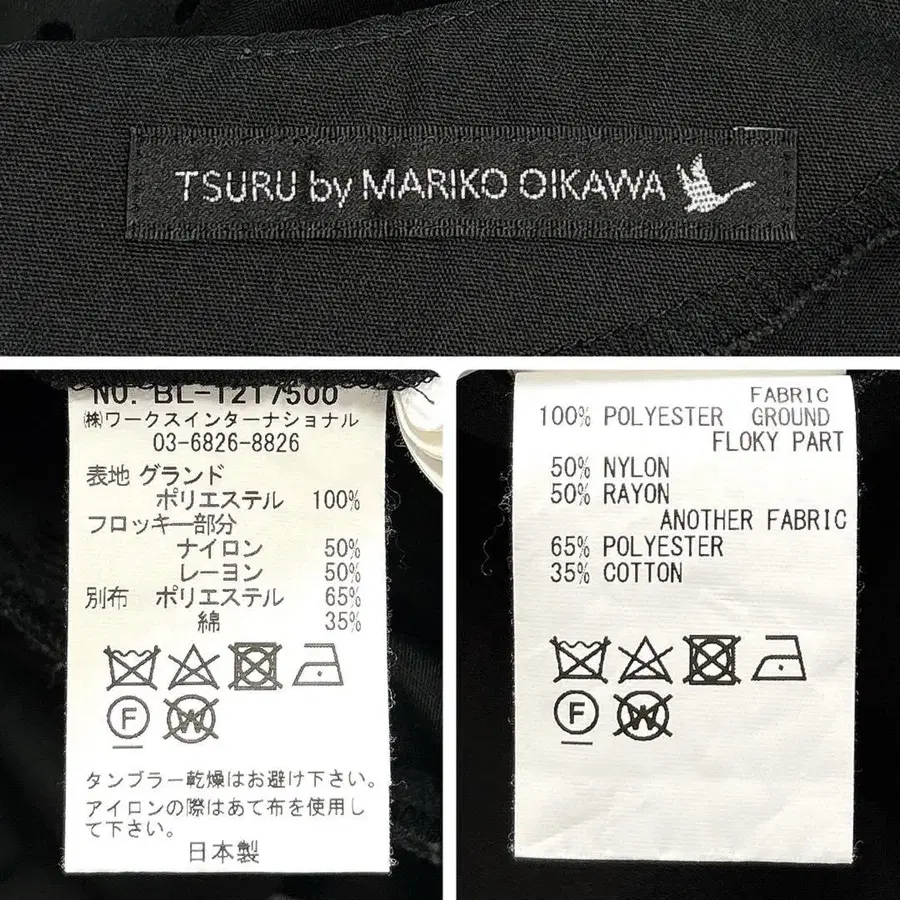 TSURU by MARIKO OIKAWA
NO. BL-1217500
㈱ワークスインターナショナル
03-6826-8826
表地 グランド
ポリエステル 100%
フロッキー部分
ナイロン 50%
レーヨン 50%
別布 ポリエステル 65%
綿 35%
F
W
タンブラー乾燥はお避け下さい。
アイロンの際はあて布を使用し
て下さい。
日本製
FABRIC
100% POLYESTER GROUND
FLOKY PART
50% NYLON
50% RAYON
ANOTHER FABRIC
65% POLYESTER
35% COTTON
F
W